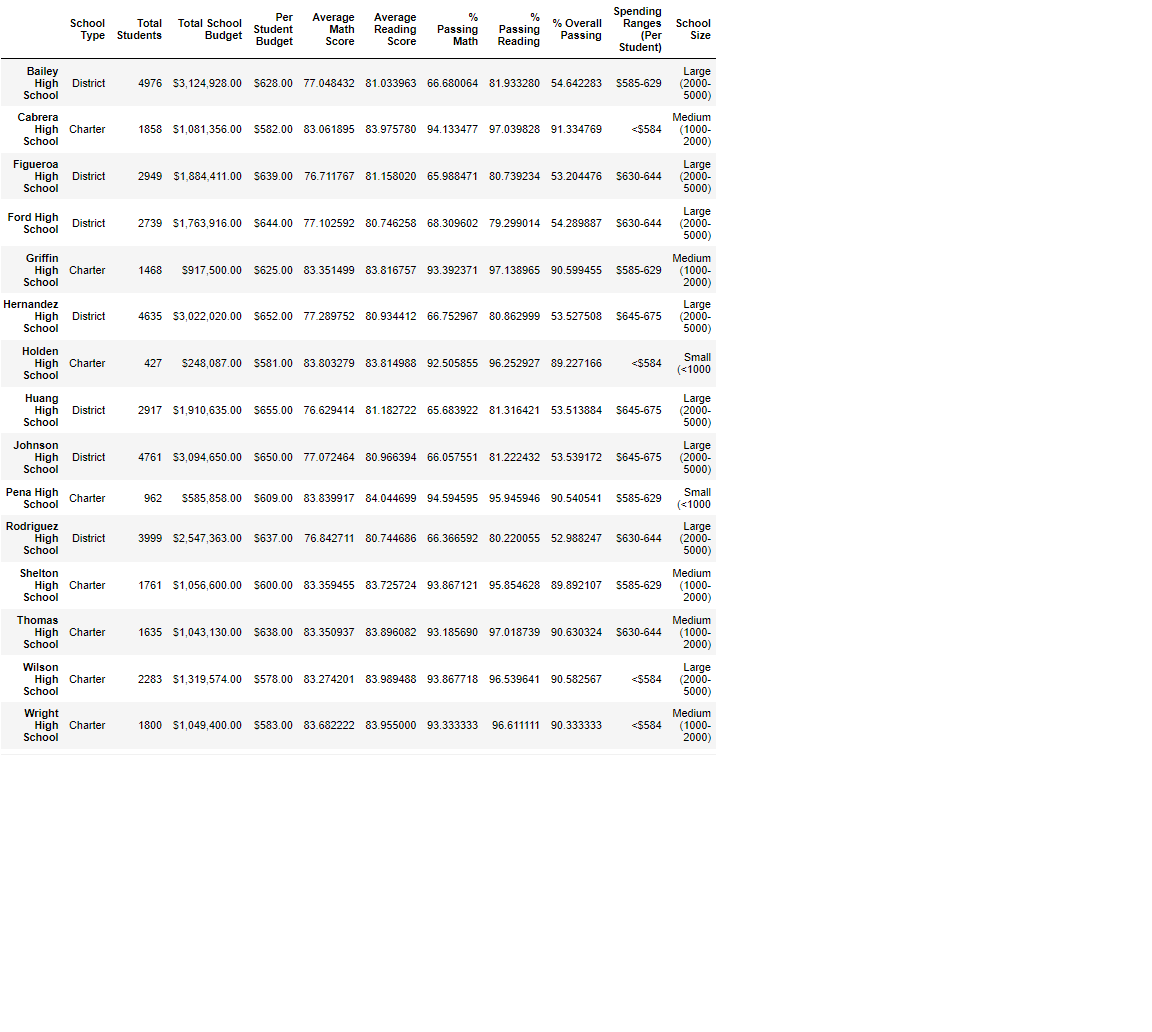 School Type Total Students Total School Budget Per Student Budget Average Math Score Average Reading Score % Passing Math % Passing Reading % Overall Passing Spending Ranges (Per Student) School Size
Bailey High School District 4976 $3,124,928.00 $628.00 77.048432 81.033963 66.680064 81.933280 54.642283 $585-629 Large (2000-5000)
Cabrera High School Charter 1858 $1,081,356.00 $582.00 83.061895 83.975780 94.133477 97.039828 91.334769 <$584 Medium (1000-2000)
Figueroa High School District 2949 $1,884,411.00 $639.00 76.711767 81.158020 65.988471 80.739234 53.204476 $630-644 Large (2000-5000)
Ford High School District 2739 $1,763,916.00 $644.00 77.102592 80.746258 68.309602 79.299014 54.289887 $630-644 Large (2000-5000)
Griffin High School Charter 1468 $917,500.00 $625.00 83.351499 83.816757 93.392371 97.138965 90.599455 $585-629 Medium (1000-2000)
Hernandez High School District 4635 $3,022,020.00 $652.00 77.289752 80.934412 66.752967 80.862999 53.527508 $645-675 Large (2000-5000)
Holden High School Charter 427 $248,087.00 $581.00 83.803279 83.814988 92.505855 96.252927 89.227166 <$584 Small (<1000
Huang High School District 2917 $1,910,635.00 $655.00 76.629414 81.182722 65.683922 81.316421 53.513884 $645-675 Large (2000-5000)
Johnson High School District 4761 $3,094,650.00 $650.00 77.072464 80.966394 66.057551 81.222432 53.539172 $645-675 Large (2000-5000)
Pena High School Charter 962 $585,858.00 $609.00 83.839917 84.044699 94.594595 95.945946 90.540541 $585-629 Small (<1000
Rodriguez High School District 3999 $2,547,363.00 $637.00 76.842711 80.744686 66.366592 80.220055 52.988247 $630-644 Large (2000-5000)
Shelton High School Charter 1761 $1,056,600.00 $600.00 83.359455 83.725724 93.867121 95.854628 89.892107 $585-629 Medium (1000-2000)
Thomas High School Charter 1635 $1,043,130.00 $638.00 83.350937 83.896082 93.185690 97.018739 90.630324 $630-644 Medium (1000-2000)
Wilson High School Charter 2283 $1,319,574.00 $578.00 83.274201 83.989488 93.867718 96.539641 90.582567 <$584 Large (2000-5000)
Wright High School Charter 1800 $1,049,400.00 $583.00 83.682222 83.955000 93.333333 96.611111 90.333333 <$584 Medium (1000-2000)